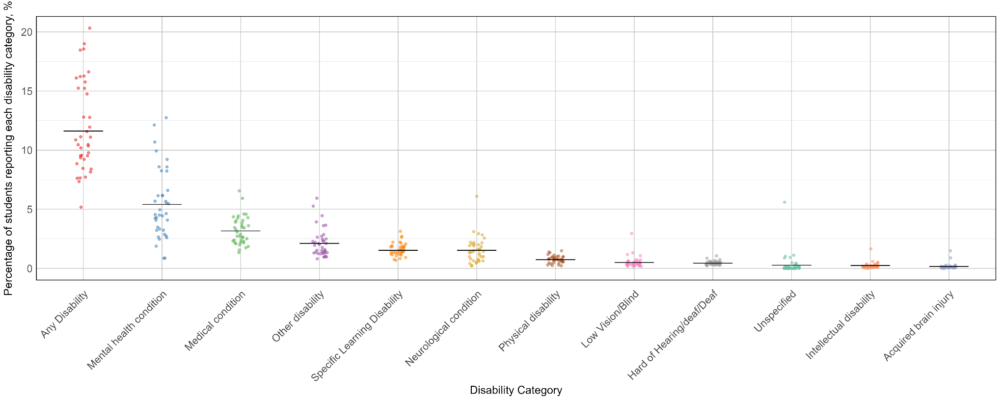 Percentage of students reporting each disability category, %
20
15
10
5
0
Any Disability
Mental health condition
Medical condition
Other disability
Specific Learning Disability
Neurological condition
Physical disability
Low Vision/Blind
Hard of Hearing/deaf/Deaf
Unspecified
Intellectual disability
Acquired brain injury
Disability Category